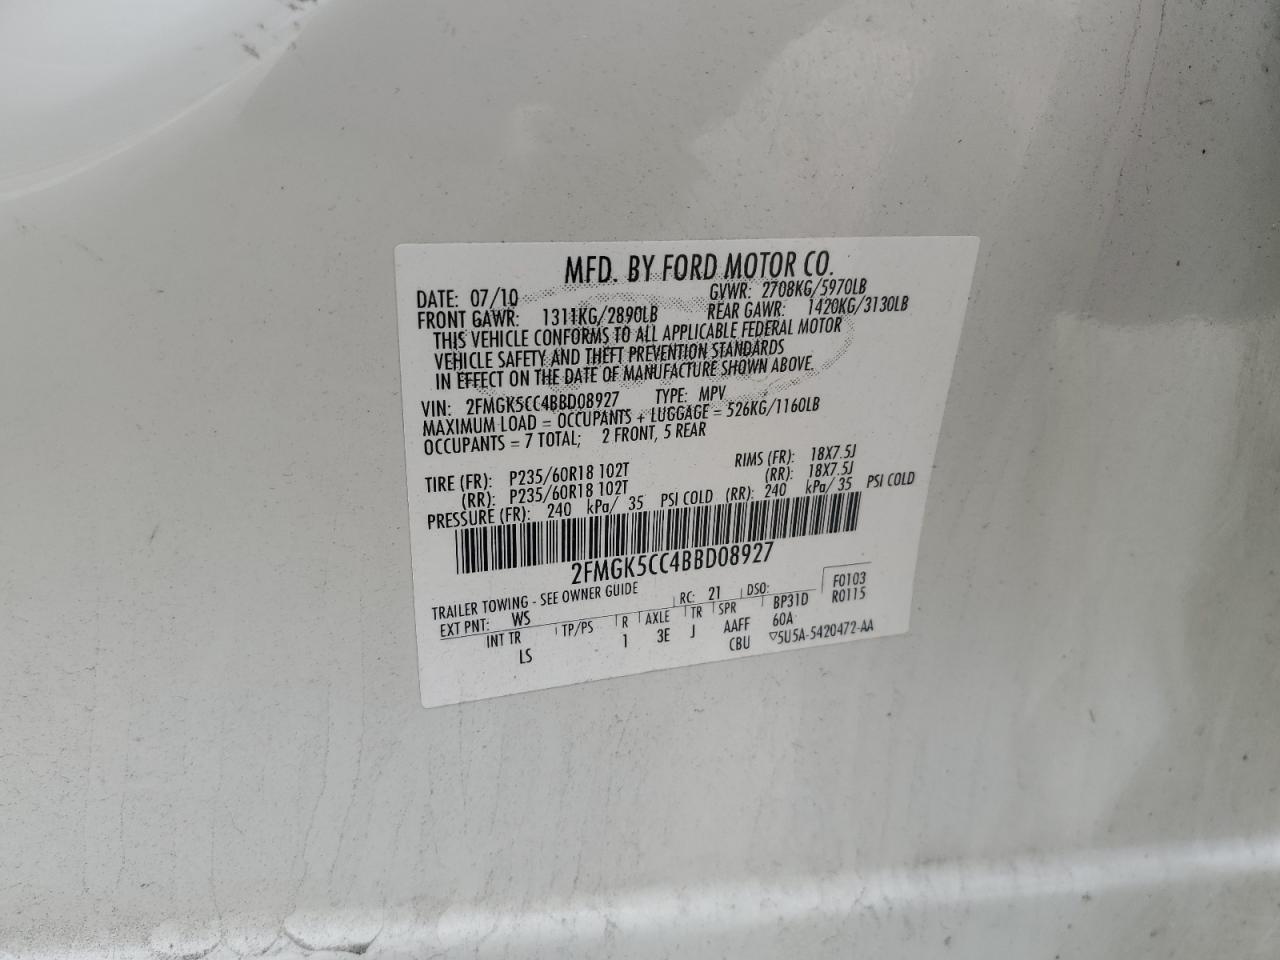 MFD. BY FORD MOTOR CO.
DATE: 07/10 GVWR: 2708KG/5970LB
FRONT GAWR: 1311KG/2890LB REAR GAWR: 1420KG/3130LB
THIS VEHICLE CONFORMS TO ALL APPLICABLE FEDERAL MOTOR
VEHICLE SAFETY AND THEFT PREVENTION STANDARDS
IN EFFECT ON THE DATE OF MANUFACTURE SHOWN ABOVE.
VIN: 2FMGK5CC4BBD08927 TYPE: MPV
MAXIMUM LOAD = OCCUPANTS + LUGGAGE = 526KG/1160LB
OCCUPANTS = 7 TOTAL; 2 FRONT, 5 REAR
TIRE (FR): P235/60R18 102T RIMS (FR): 18X7.5J
(RR): P235/60R18 102T (RR): 18X7.5J
PRESSURE (FR): 240 kPa/ 35 PSI COLD (RR): 240 kPa/ 35 PSI COLD
2FMGK5CC4BBD08927
TRAILER TOWING - SEE OWNER GUIDE
EXT PNT: WS RC: 21 DSO: F0103
INT TR TP/PS R AXLE TR SPR BP31D R0115
LS 1 3E J AAFF 60A
CBU ▽5U5A-5420472-AA